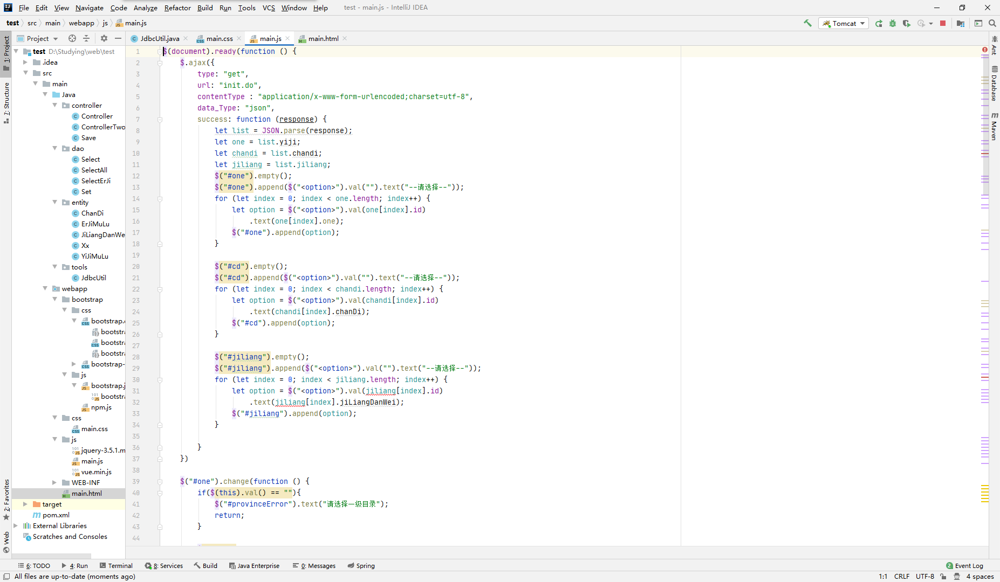 File Edit View Navigate Code Analyze Refactor Build Run Tools VCS Window Help test - main.js - IntelliJ IDEA
test src main webapp js main.js Tomcat
Project JdbcUtil.java main.css main.js main.html
1: Project
7: Structure
2: Favorites
Web
test D:\Studying\web\test
.idea
src
main
Java
controller
Controller
ControllerTwo
Save
dao
Select
SelectAll
SelectErJi
Set
entity
ChanDi
ErJiMuLu
JiLiangDanWe
Xx
YiJiMuLu
tools
JdbcUtil
webapp
bootstrap
css
bootstrap.
bootstra
bootstra
bootstra
bootstrap-
js
bootstrap.j
bootstra
npm.js
css
main.css
js
jquery-3.5.1.m
main.js
vue.min.js
WEB-INF
main.html
target
pom.xml
External Libraries
Scratches and Consoles
1 $(document).ready(function () {
2 $.ajax({
3 type: "get",
4 url: "init.do",
5 contentType : "application/x-www-form-urlencoded;charset=utf-8",
6 data_Type: "json",
7 success: function (response) {
8 let list = JSON.parse(response);
9 let one = list.yiji;
10 let chandi = list.chandi;
11 let jiliang = list.jiliang;
12 $("#one").empty();
13 $("#one").append($("<option>").val("").text("--请选择--"));
14 for (let index = 0; index < one.length; index++) {
15 let option = $("<option>").val(one[index].id)
16 .text(one[index].one);
17 $("#one").append(option);
18 }
19
20 $("#cd").empty();
21 $("#cd").append($("<option>").val("").text("--请选择--"));
22 for (let index = 0; index < chandi.length; index++) {
23 let option = $("<option>").val(chandi[index].id)
24 .text(chandi[index].chanDi);
25 $("#cd").append(option);
26 }
27
28 $("#jiliang").empty();
29 $("#jiliang").append($("<option>").val("").text("--请选择--"));
30 for (let index = 0; index < jiliang.length; index++) {
31 let option = $("<option>").val(jiliang[index].id)
32 .text(jiliang[index].jiLiangDanWei);
33 $("#jiliang").append(option);
34 }
35
36 }
37 })
38
39 $("#one").change(function () {
40 if($(this).val() == ""){
41 $("#provinceError").text("请选择一级目录");
42 return;
43 }
44
Ant
Database
Maven
6: TODO 4: Run Terminal 8: Services Build Java Enterprise 0: Messages Spring 2 Event Log
All files are up-to-date (moments ago) 1:1 CRLF UTF-8 4 spaces